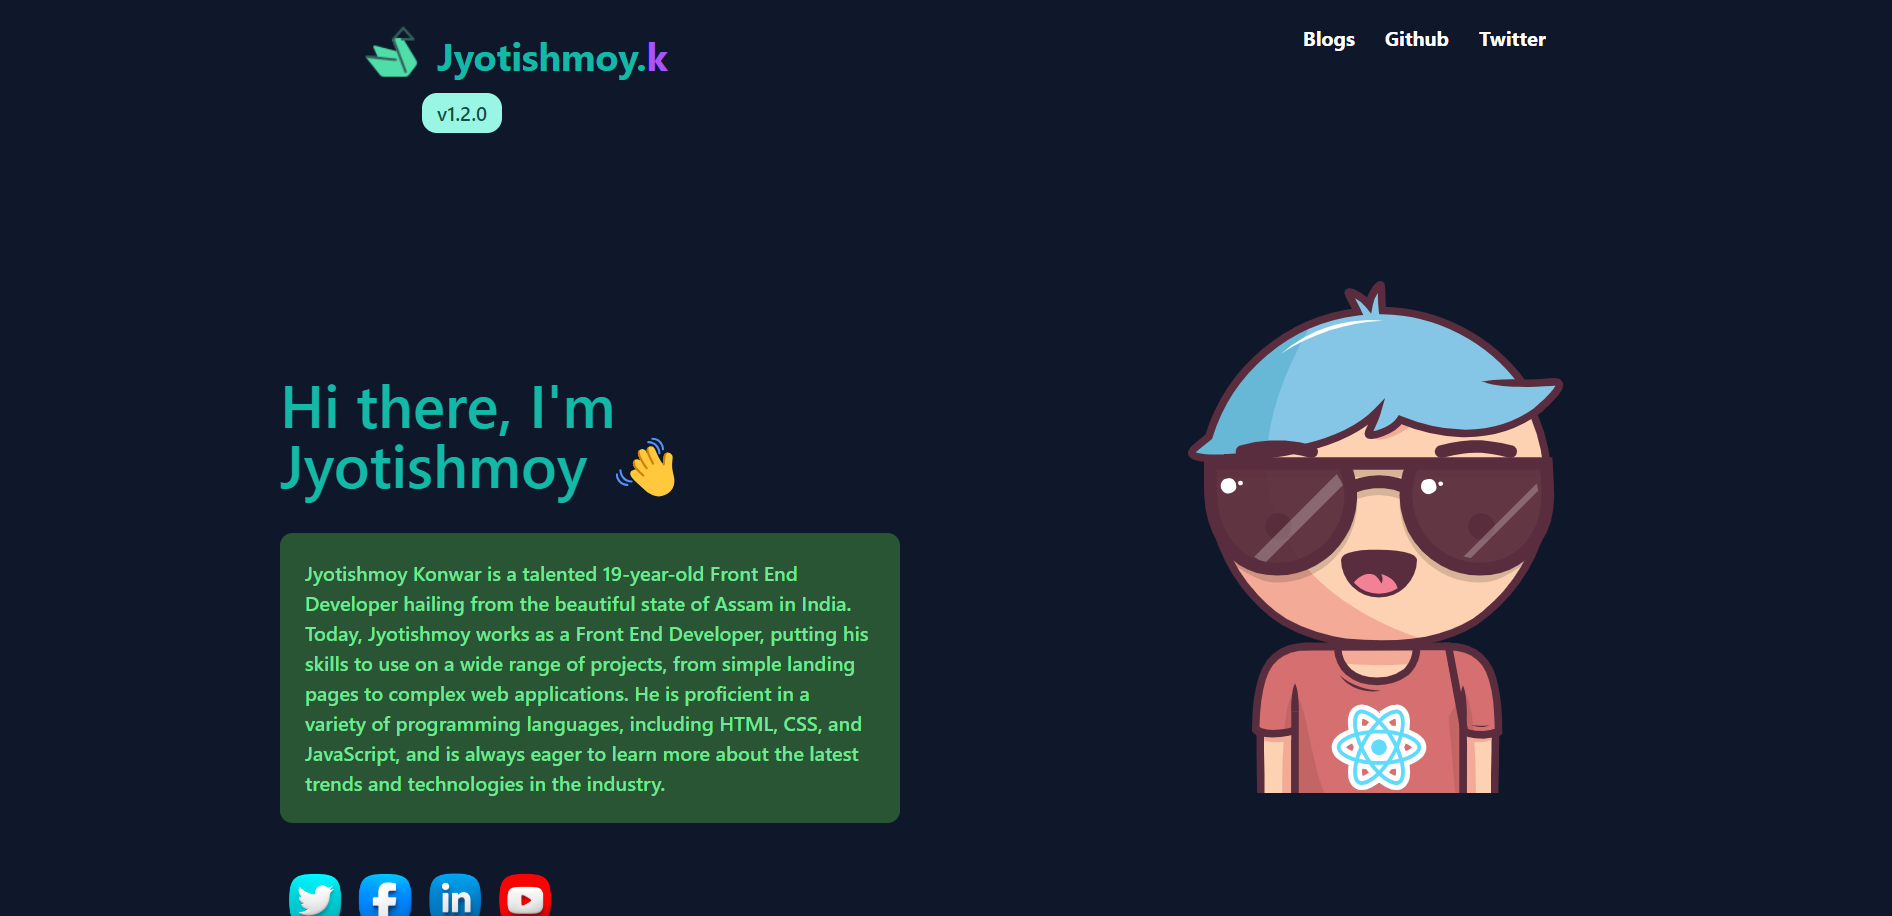 Jyotishmoy.k
Blogs Github Twitter
v1.2.0
Hi there, I'm
Jyotishmoy
Jyotishmoy Konwar is a talented 19-year-old Front End
Developer hailing from the beautiful state of Assam in India.
Today, Jyotishmoy works as a Front End Developer, putting his
skills to use on a wide range of projects, from simple landing
pages to complex web applications. He is proficient in a
variety of programming languages, including HTML, CSS, and
JavaScript, and is always eager to learn more about the latest
trends and technologies in the industry.